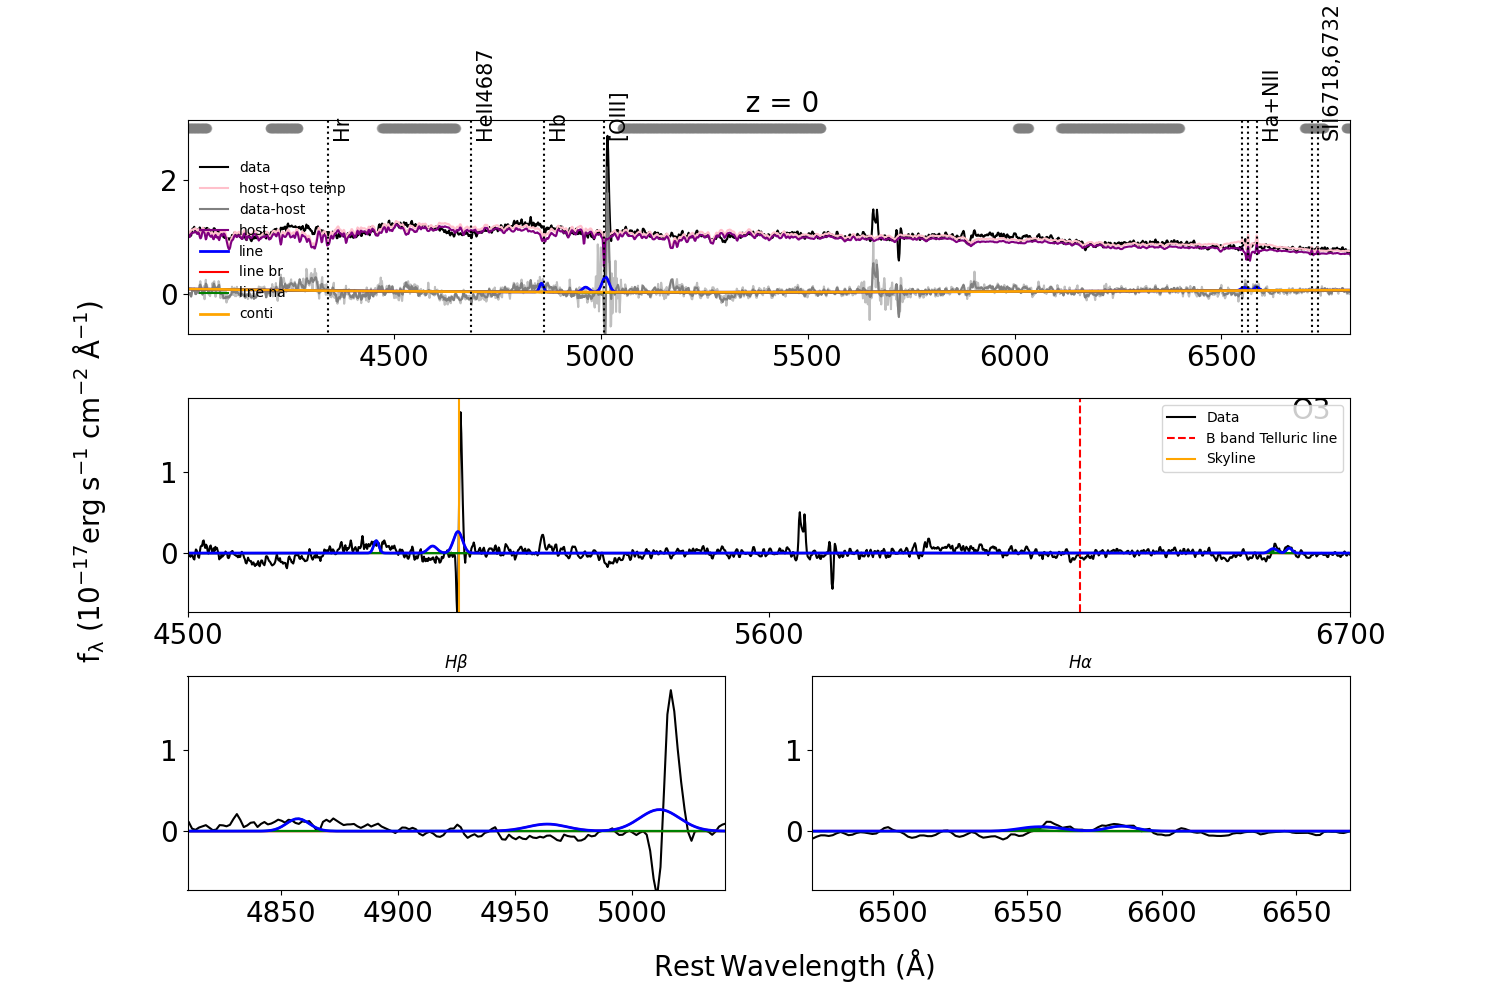 z = 0
Hr
HeII4687
Hb
[OIII]
Ha+NII
SII6718,6732
data
host+qso temp
data-host
host
line
line br
line na
conti
2
0
4500
5000
5500
6000
6500
O3
Data
B band Telluric line
Skyline
1
0
4500
5600
6700
fλ (10⁻¹⁷erg s⁻¹ cm⁻² Å⁻¹)
Hβ
Hα
1
0
4850
4900
4950
5000
1
0
6500
6550
6600
6650
Rest Wavelength (Å)